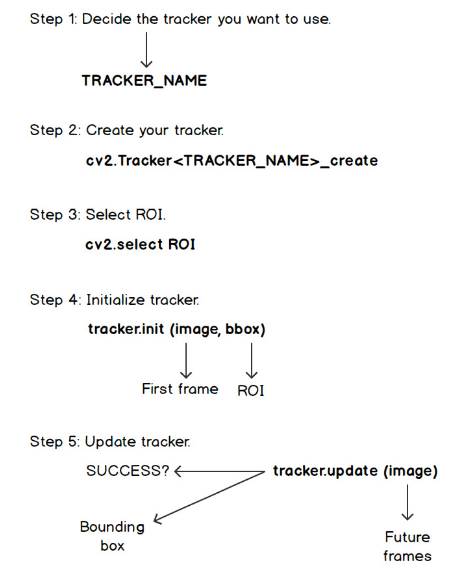 Step 1: Decide the tracker you want to use.
TRACKER_NAME
Step 2: Create your tracker.
cv2.Tracker<TRACKER_NAME>_create
Step 3: Select ROI.
cv2.select ROI
Step 4: Initialize tracker.
tracker.init (image, bbox)
First frame ROI
Step 5: Update tracker.
SUCCESS? tracker.update (image)
Bounding
box
Future
frames